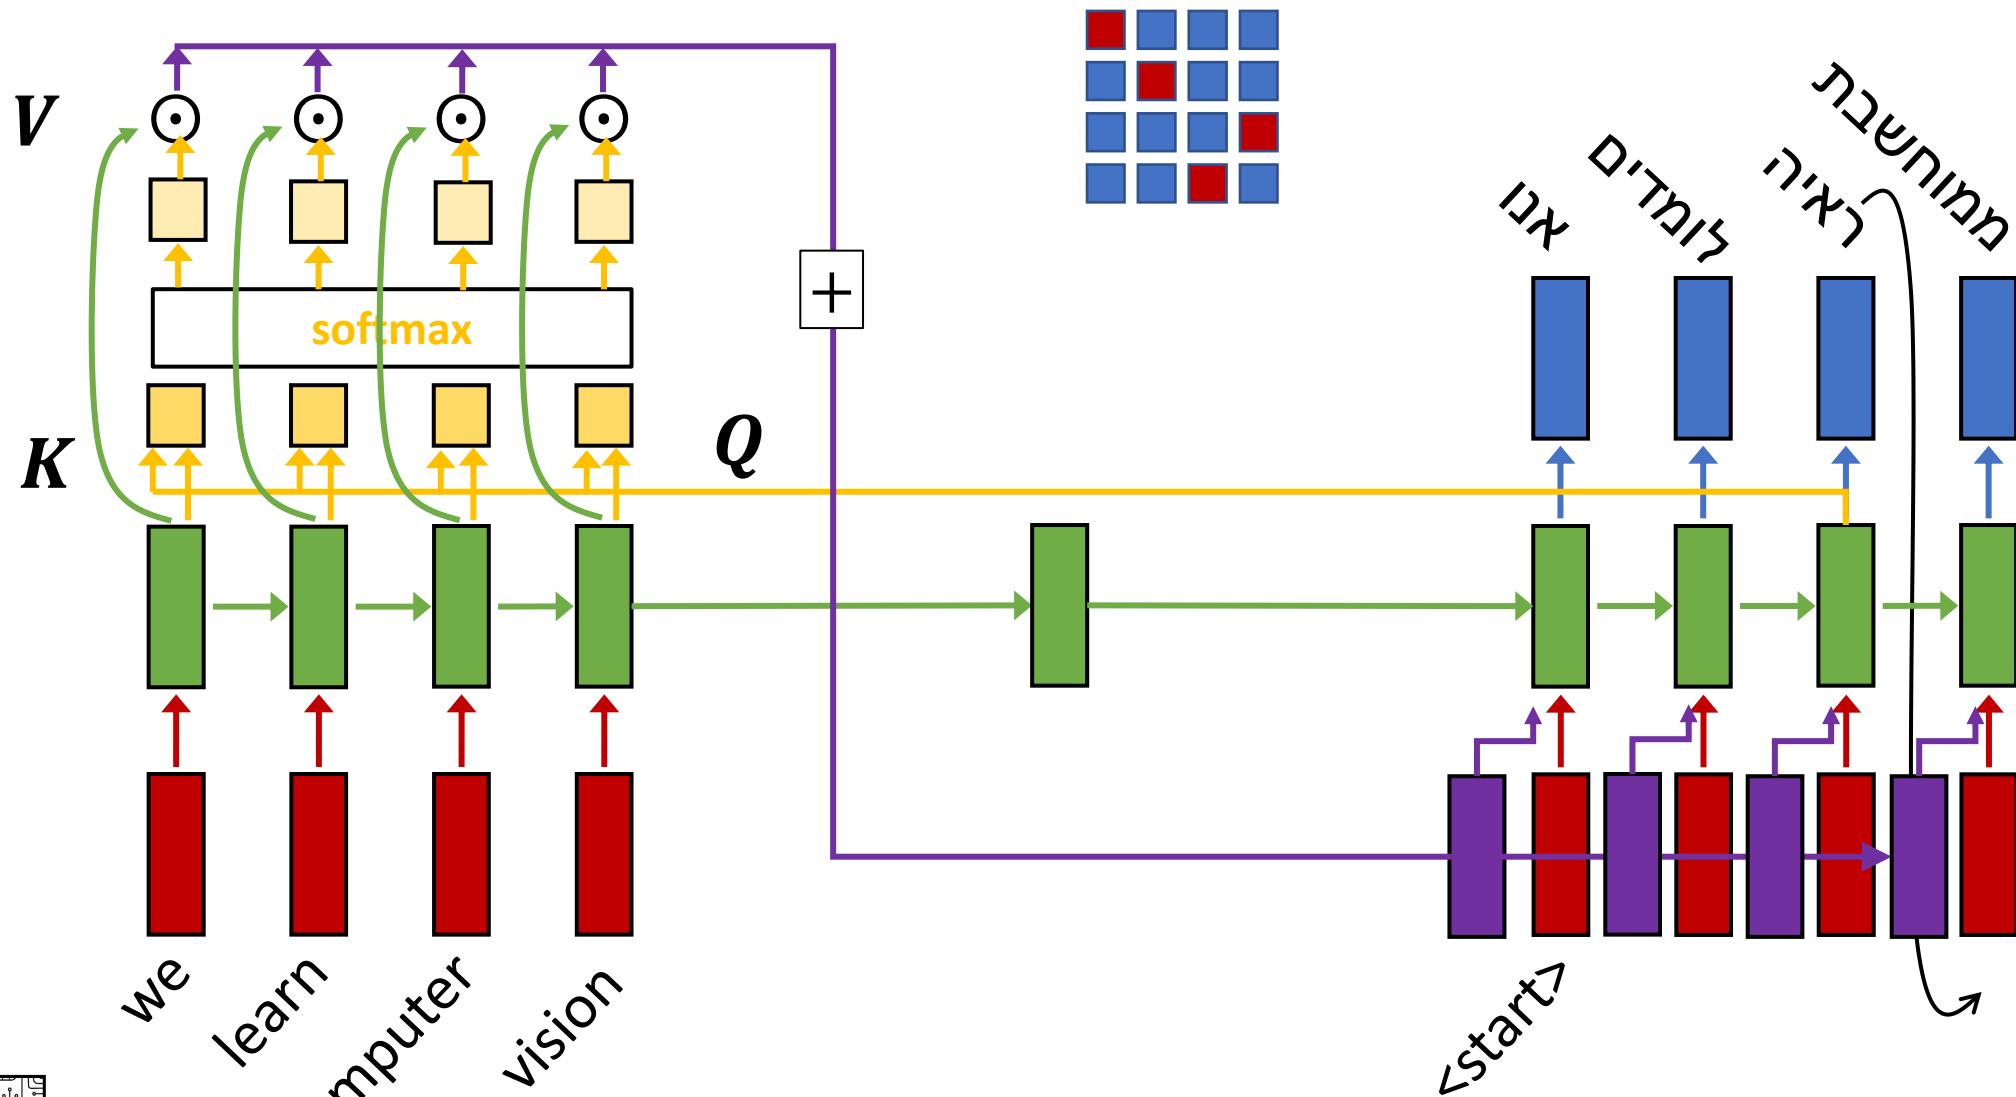 V
softmax
K
Q
+
אנו
לומדים
ראיה
ממוחשבת
we
learn
mputer
vision
<start>